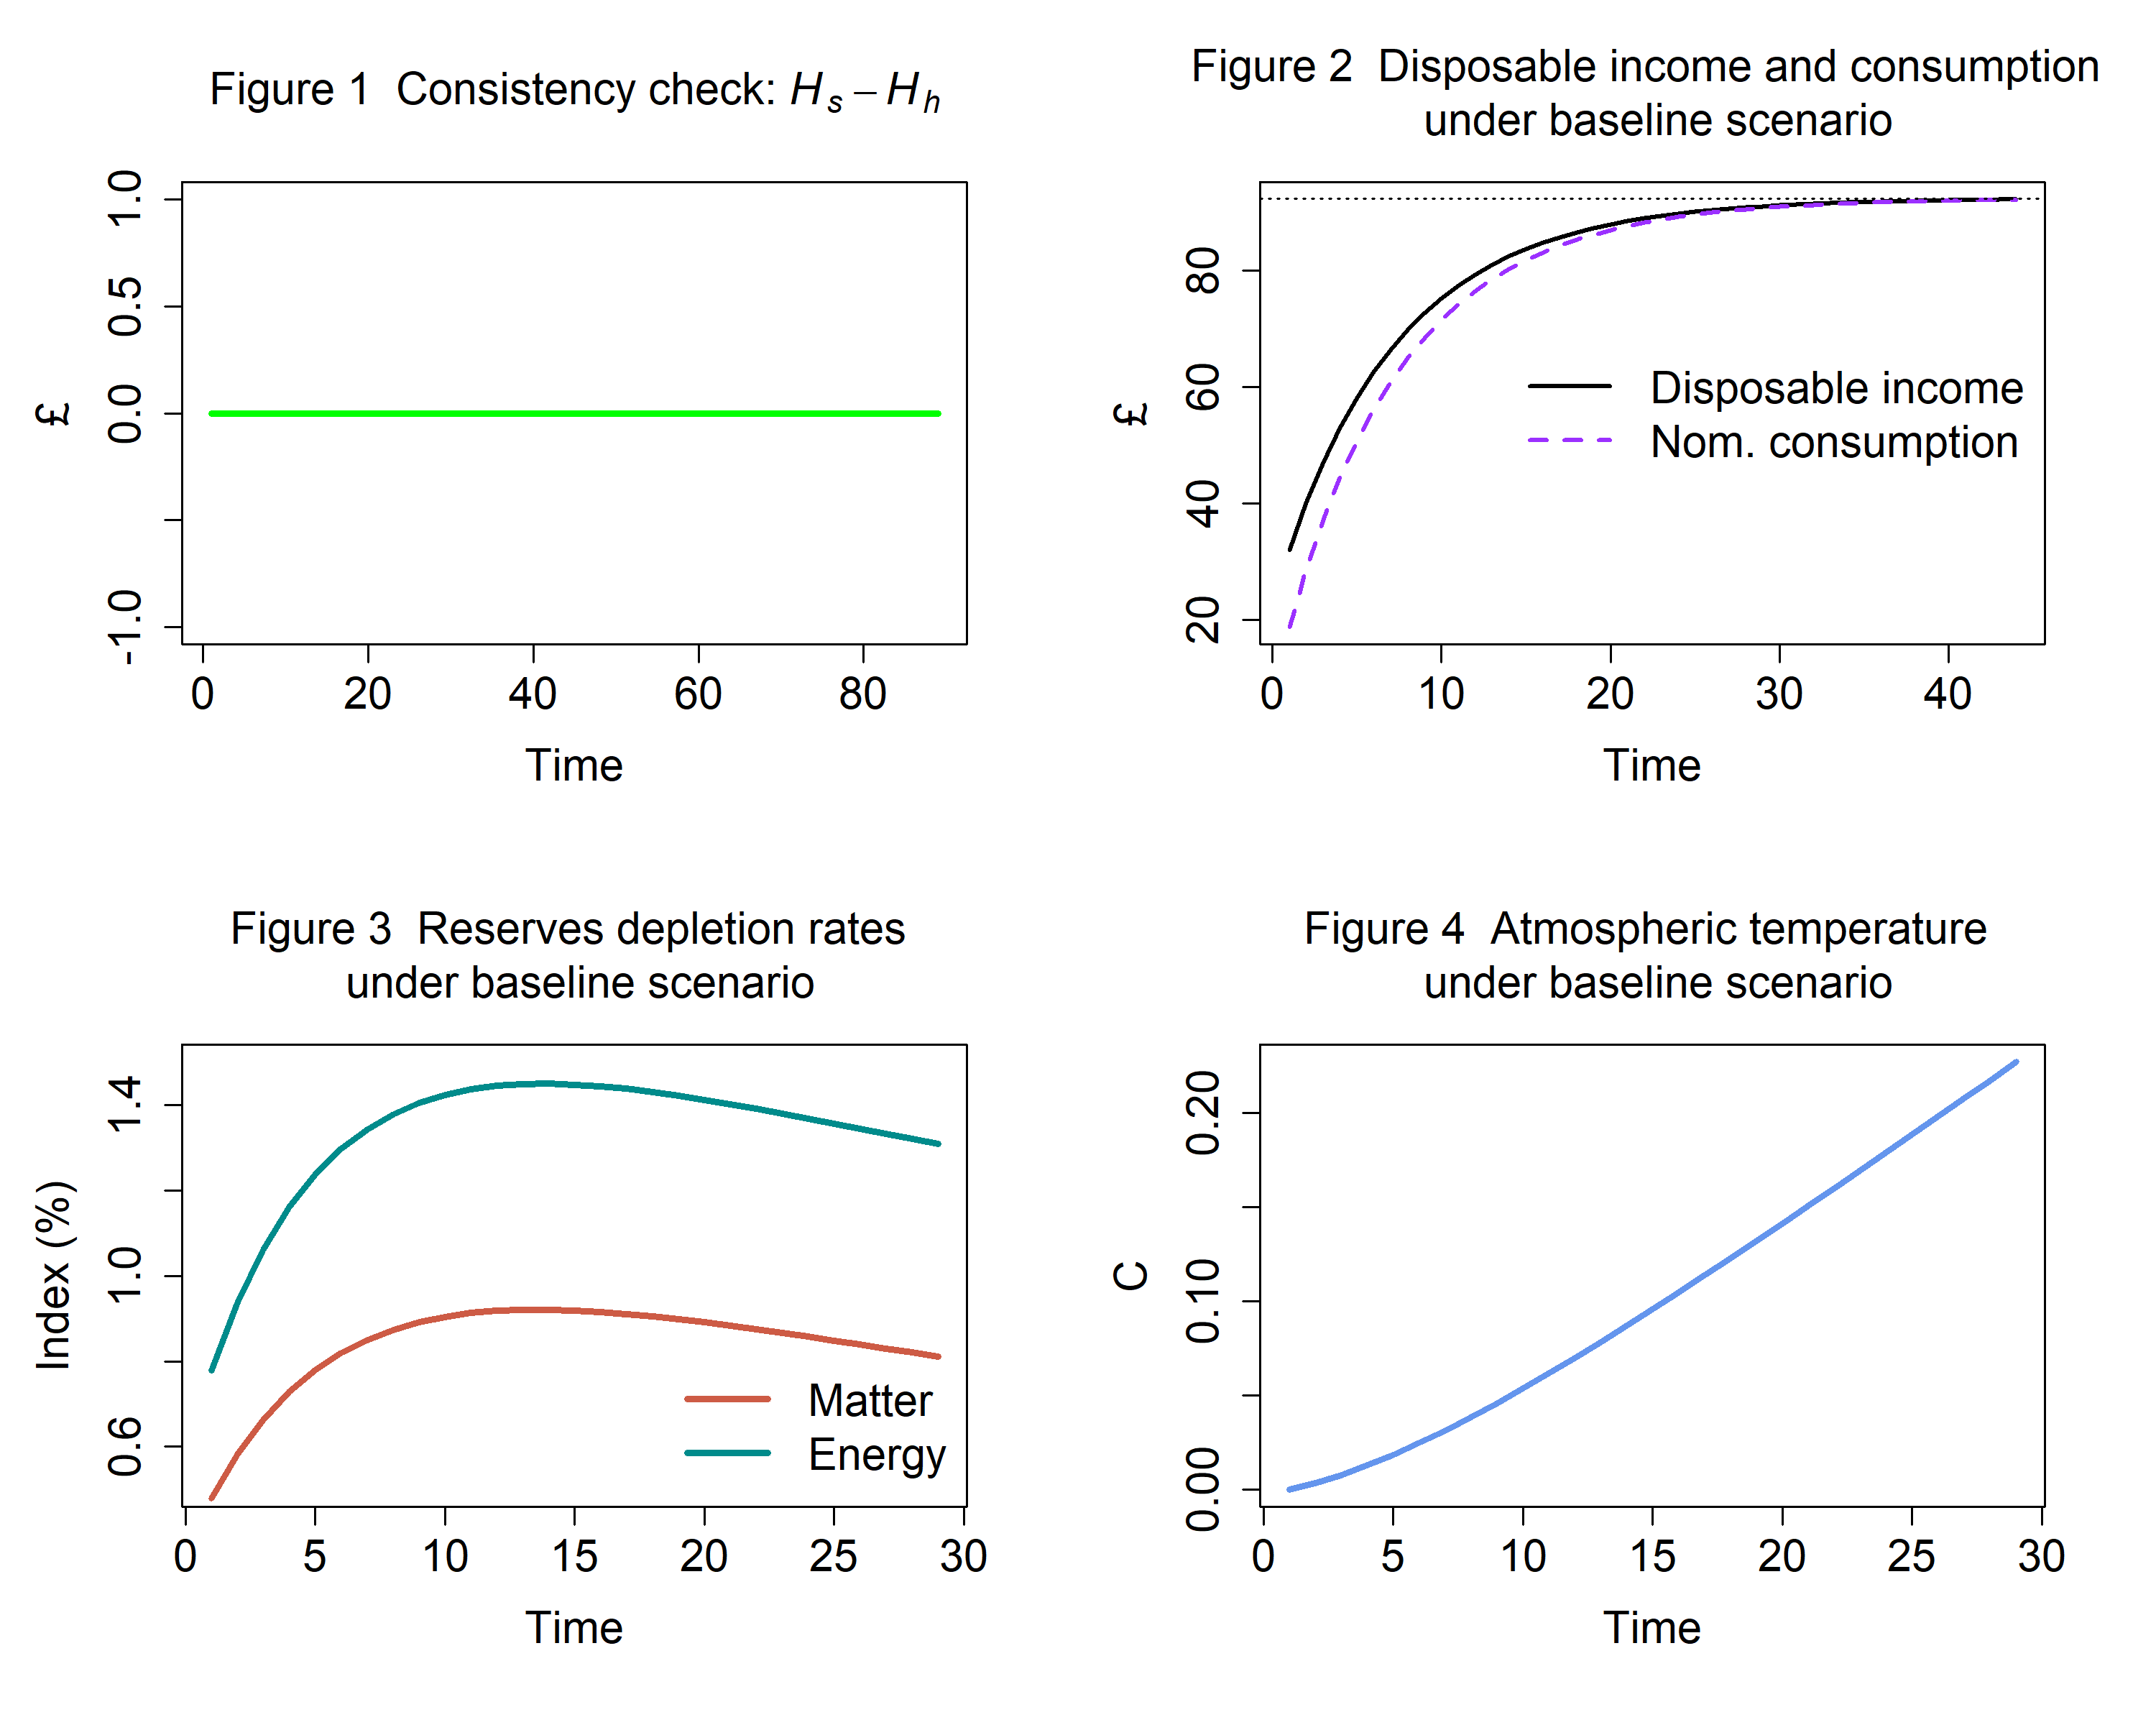 Figure 1  Consistency check: Hs – Hh
1.0
0.5
0.0
-1.0
£
0 20 40 60 80
Time
Figure 2  Disposable income and consumption
under baseline scenario
80
60
40
20
£
Disposable income
Nom. consumption
0 10 20 30 40
Time
Figure 3  Reserves depletion rates
under baseline scenario
1.4
1.0
0.6
Index (%)
Matter
Energy
0 5 10 15 20 25 30
Time
Figure 4  Atmospheric temperature
under baseline scenario
0.20
0.10
0.00
C
0 5 10 15 20 25 30
Time